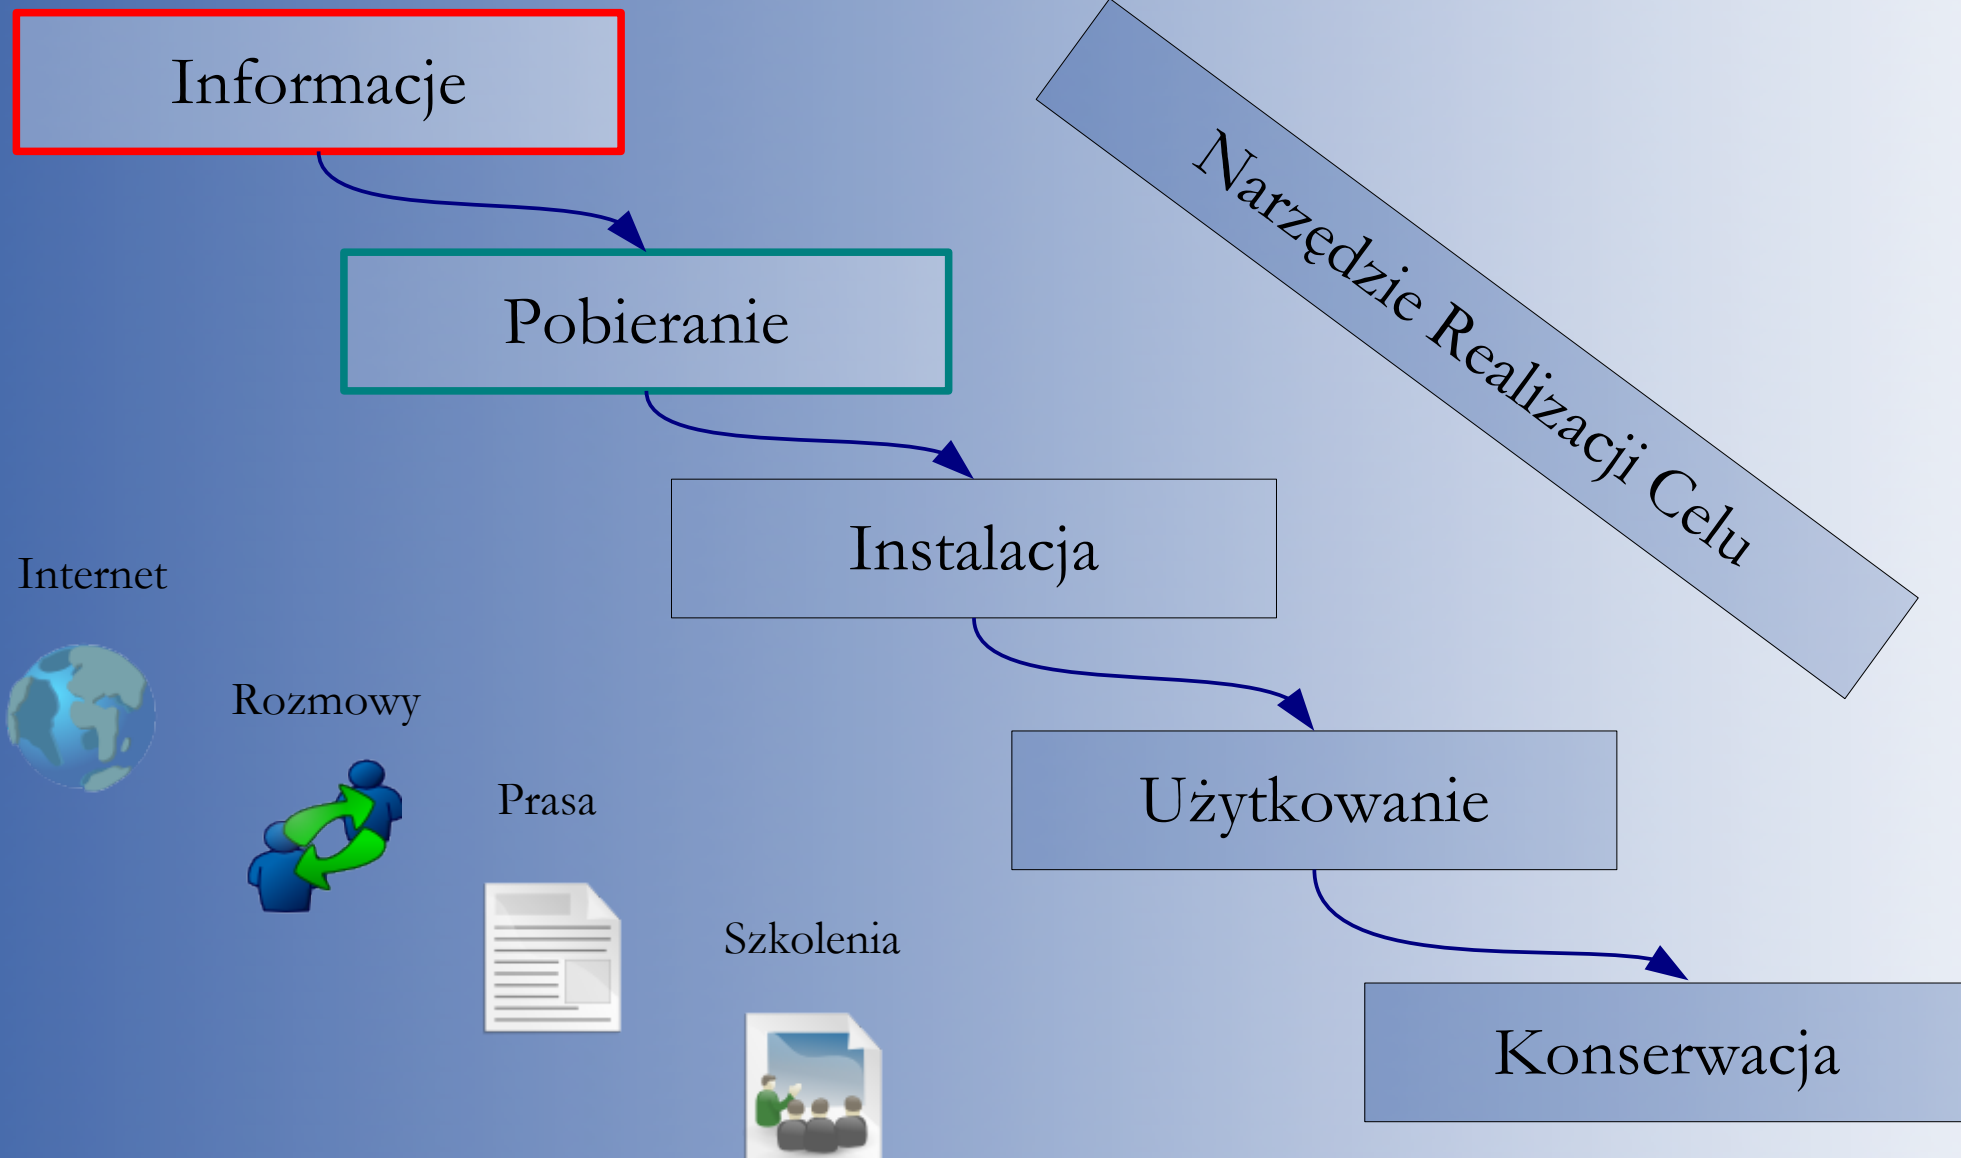 Informacje
Narzędzie Realizacji Celu
Pobieranie
Instalacja
Internet
Rozmowy
Prasa
Użytkowanie
Szkolenia
Konserwacja